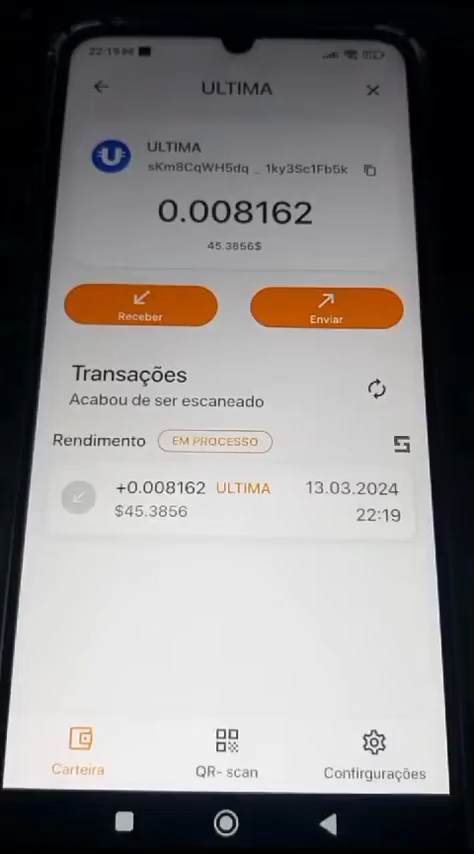 22:19
ULTIMA
ULTIMA
sKm8CqWH5dq _ 1ky3Sc1Fb5k
0.008162
45.3856$
Receber
Enviar
Transações
Acabou de ser escaneado
Rendimento EM PROCESSO
+0.008162 ULTIMA 13.03.2024
$45.3856 22:19
Carteira
QR- scan
Confirgurações